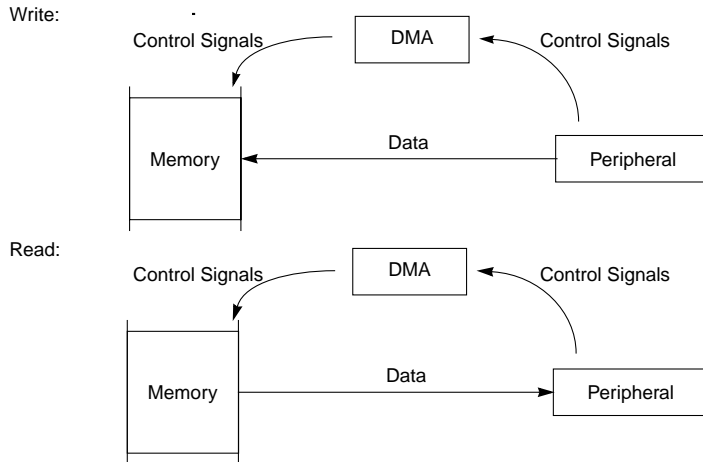 Write:
Control Signals
DMA
Control Signals
Memory
Data
Peripheral
Read:
Control Signals
DMA
Control Signals
Memory
Data
Peripheral